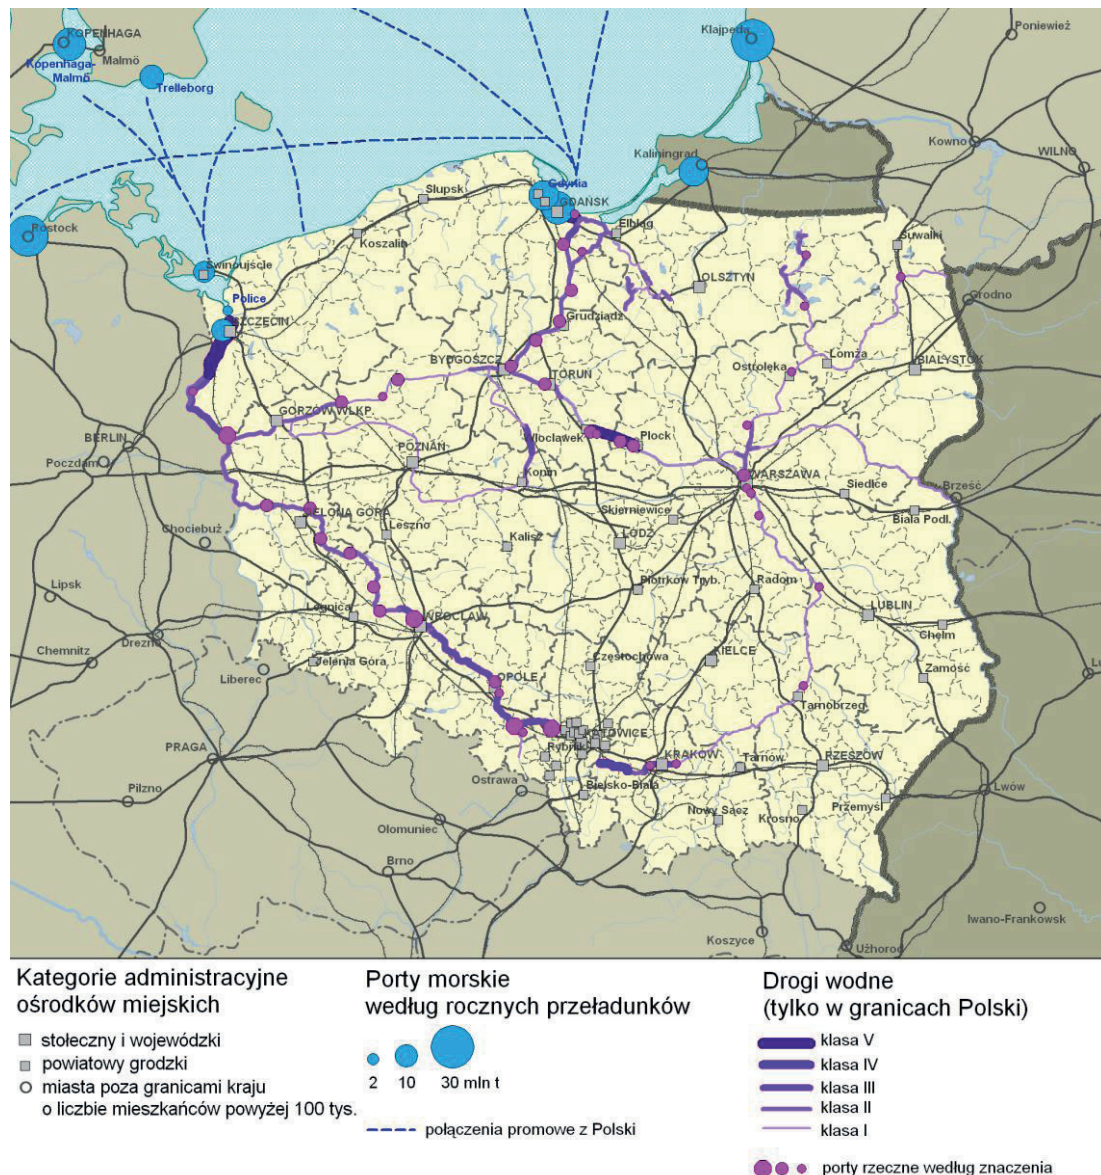 KOPENHAGA
Malmö
Kopenhaga-
Malmö
Trelleborg
Kłajpeda
Poniewież
Kowno
WILNO
Kaliningrad
Gdynia
GDAŃSK
Słupsk
Elbląg
Koszalin
Suwałki
Rostock
Świnoujście
OLSZTYN
Grodno
Police
SZCZECIN
Grudziądz
BYDGOSZCZ
TORUŃ
Łomża
BIAŁYSTOK
Ostrołęka
GORZÓW WLKP.
BERLIN
Poczdam
POZNAŃ
Włocławek
Płock
Konin
WARSZAWA
Siedlce
Brześć
Biała Podl.
Skierniewice
ZIELONA GÓRA
Leszno
Chociebuż
Kalisz
ŁÓDŹ
Lipsk
Piotrków Tryb.
Radom
Legnica
WROCŁAW
LUBLIN
Chełm
Drezno
Chemnitz
Jelenia Góra
Liberec
Częstochowa
KIELCE
Zamość
Lu
OPOLE
Tarnobrzeg
KATOWICE
PRAGA
Rybnik
KRAKÓW
Tarnów
RZESZÓW
Ostrawa
Bielsko-Biała
Lwów
Pilzno
Przemyśl
Nowy Sącz
Krosno
Ołomuniec
Brno
Iwano-Frankowsk
Koszyce
Użhorod
Kategorie administracyjne
ośrodków miejskich
stołeczny i wojewódzki
powiatowy grodzki
miasta poza granicami kraju
o liczbie mieszkańców powyżej 100 tys.
Porty morskie
według rocznych przeładunków
2 10 30 mln t
połączenia promowe z Polski
Drogi wodne
(tylko w granicach Polski)
klasa V
klasa IV
klasa III
klasa II
klasa I
porty rzeczne według znaczenia